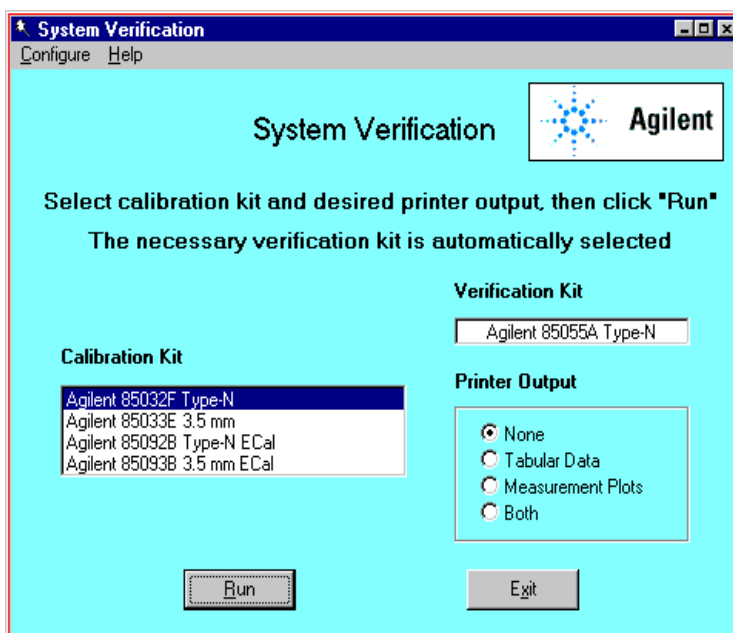 System Verification
Configure Help
System Verification
Agilent
Select calibration kit and desired printer output, then click "Run"
The necessary verification kit is automatically selected
Verification Kit
Agilent 85055A Type-N
Calibration Kit
Agilent 85032F Type-N
Agilent 85033E 3.5 mm
Agilent 85092B Type-N ECal
Agilent 85093B 3.5 mm ECal
Printer Output
None
Tabular Data
Measurement Plots
Both
Run
Exit